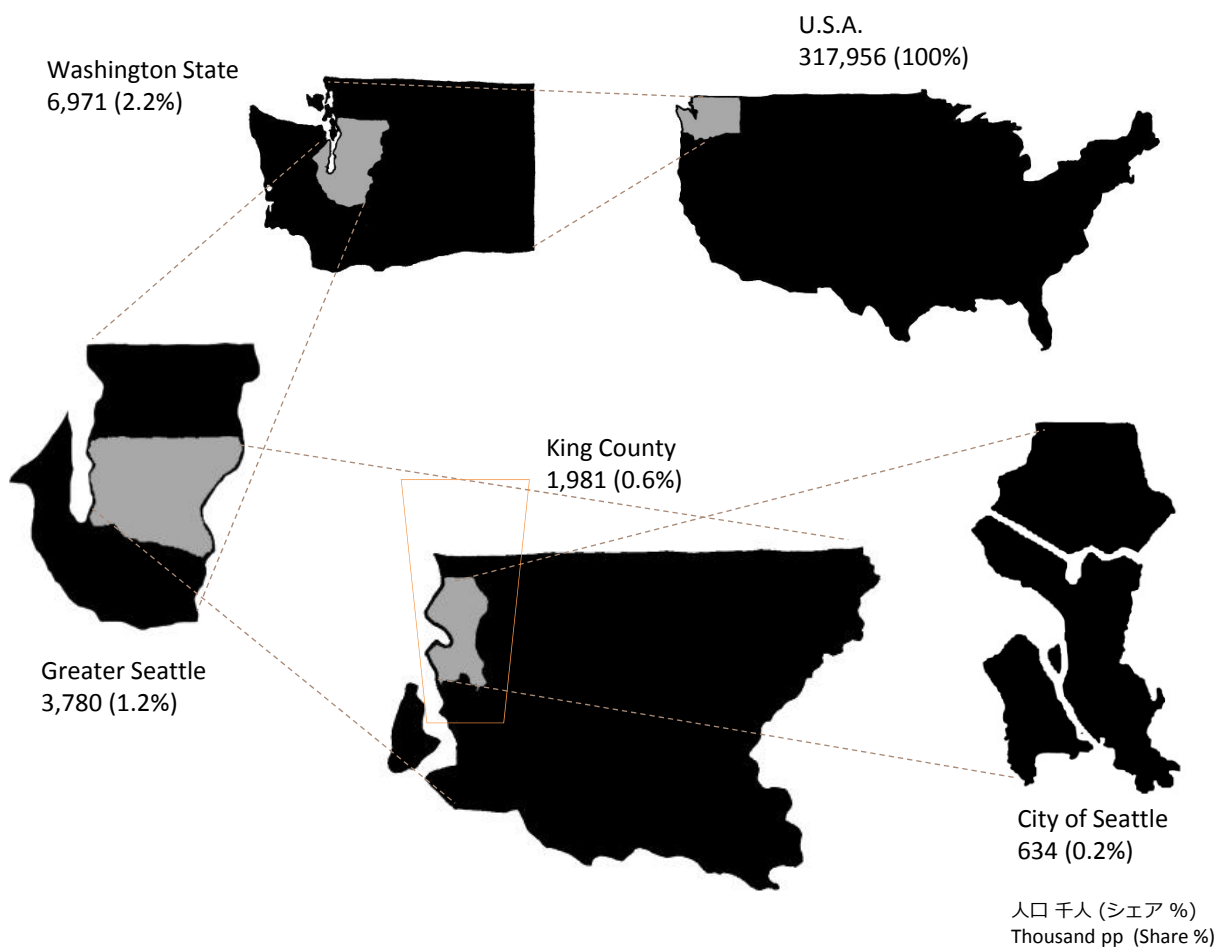 U.S.A.
317,956 (100%)
Washington State
6,971 (2.2%)
King County
1,981 (0.6%)
Greater Seattle
3,780 (1.2%)
City of Seattle
634 (0.2%)
人口 千人 (シェア %)
Thousand pp (Share %)